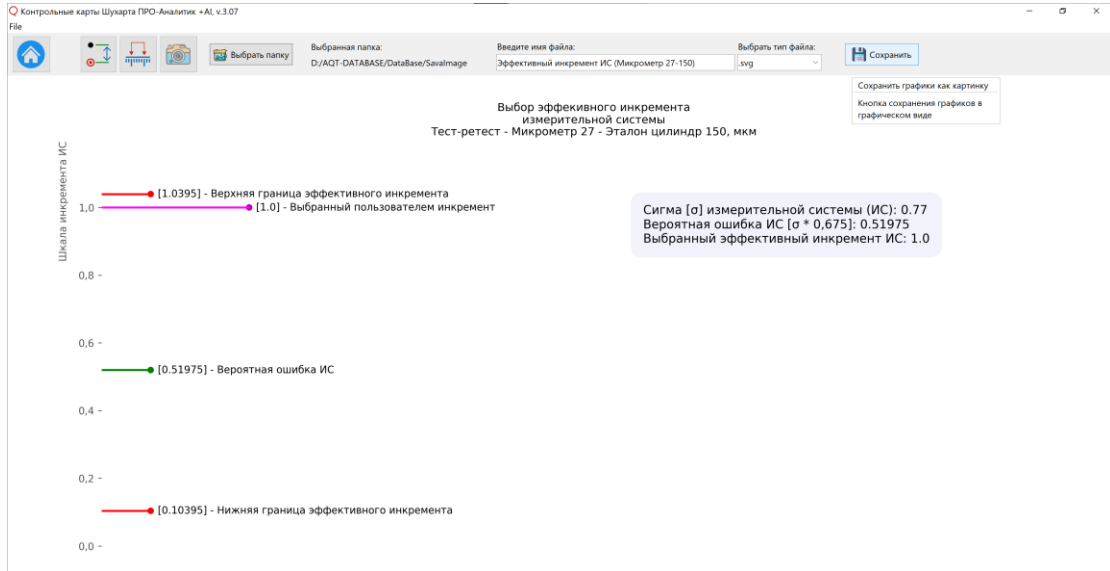 Контрольные карты Шухарта ПРО-Аналитик +AI, v.3.07
File
Выбрать папку
Выбранная папка:
D:/AQT-DATABASE/DataBase/SavaImage
Введите имя файла:
Эффективный инкремент ИС (Микрометр 27-150)
Выбрать тип файла:
.svg
Сохранить
Сохранить графики как картинку
Кнопка сохранения графиков в
графическом виде
Выбор эффекивного инкремента
измерительной системы
Тест-ретест - Микрометр 27 - Эталон цилиндр 150, мкм
Шкала инкремента ИС
[1.0395] - Верхняя граница эффективного инкремента
1,0
[1.0] - Выбранный пользователем инкремент
Сигма [σ] измерительной системы (ИС): 0.77
Вероятная ошибка ИС [σ * 0,675]: 0.51975
Выбранный эффективный инкремент ИС: 1.0
0,8
0,6
[0.51975] - Вероятная ошибка ИС
0,4
0,2
[0.10395] - Нижняя граница эффективного инкремента
0,0